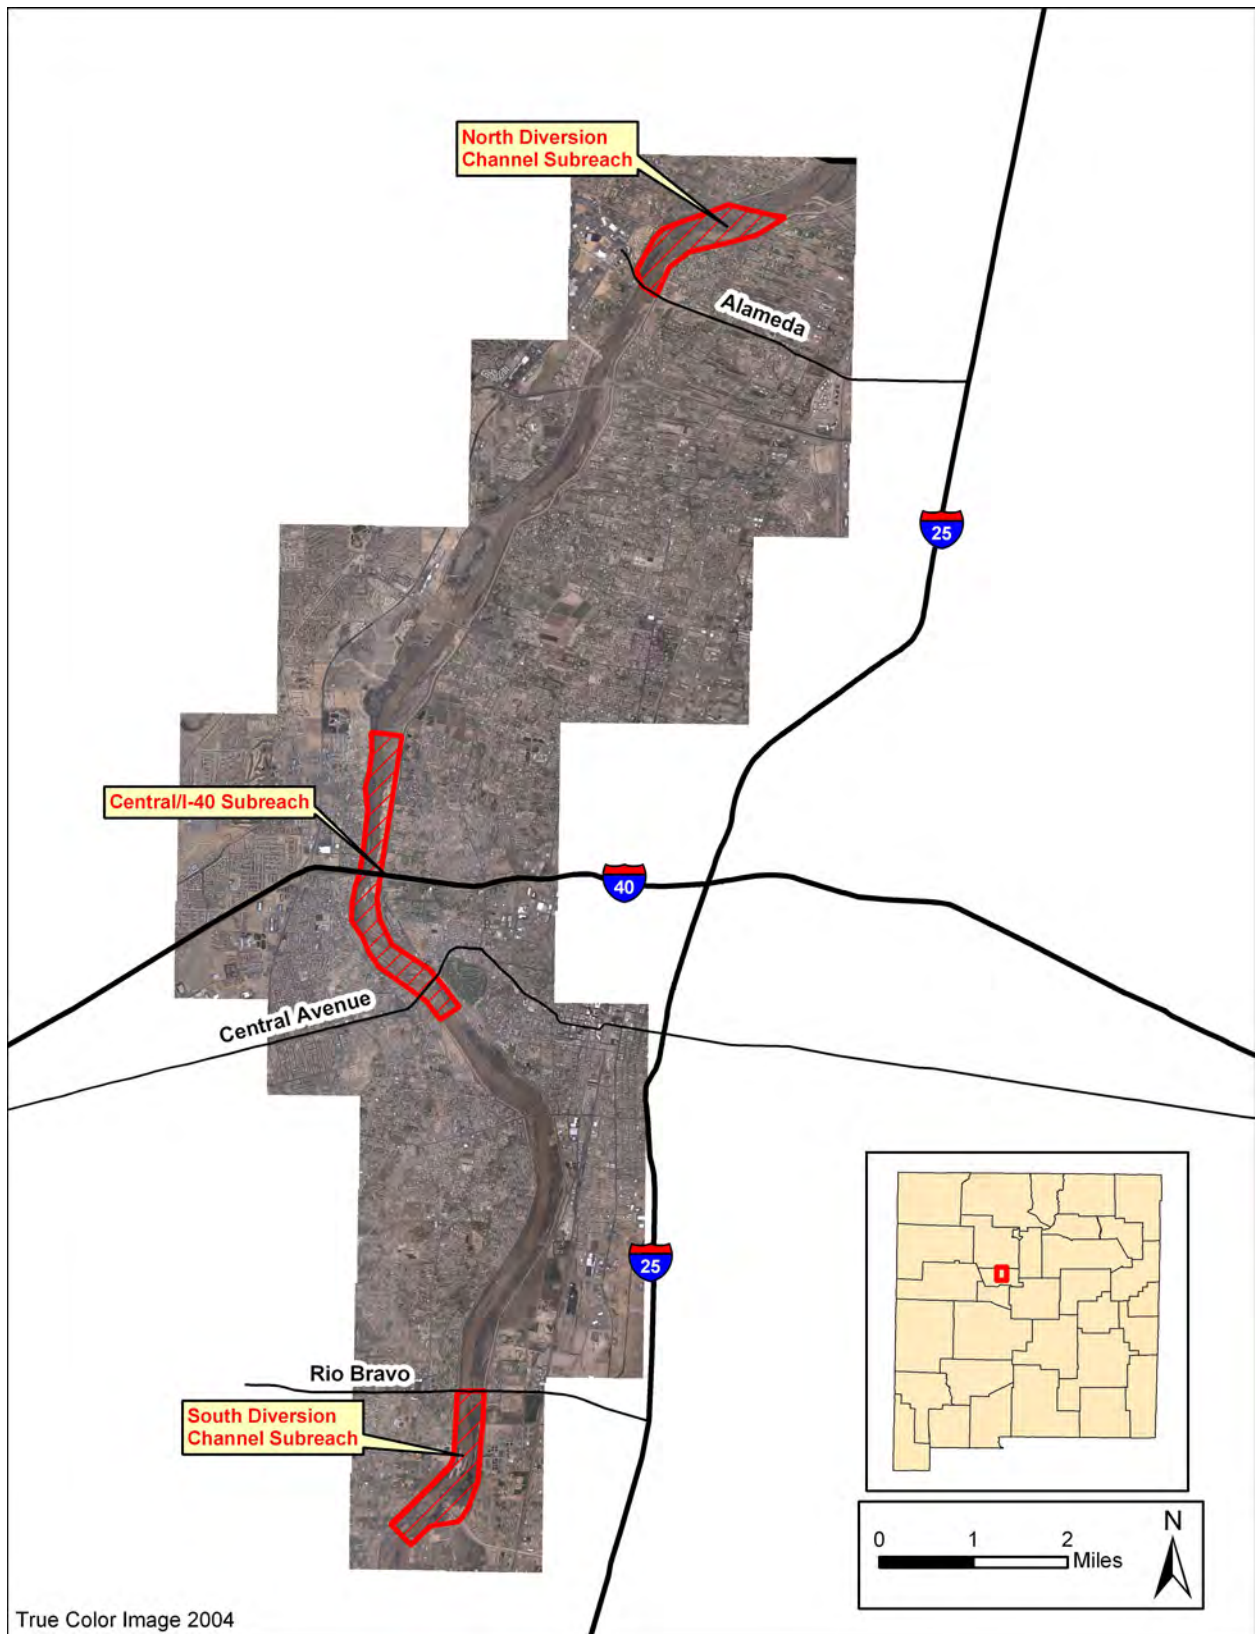 North Diversion
Channel Subreach
Alameda
25
Central/I-40 Subreach
40
Central Avenue
25
Rio Bravo
South Diversion
Channel Subreach
0 1 2
Miles
N
True Color Image 2004